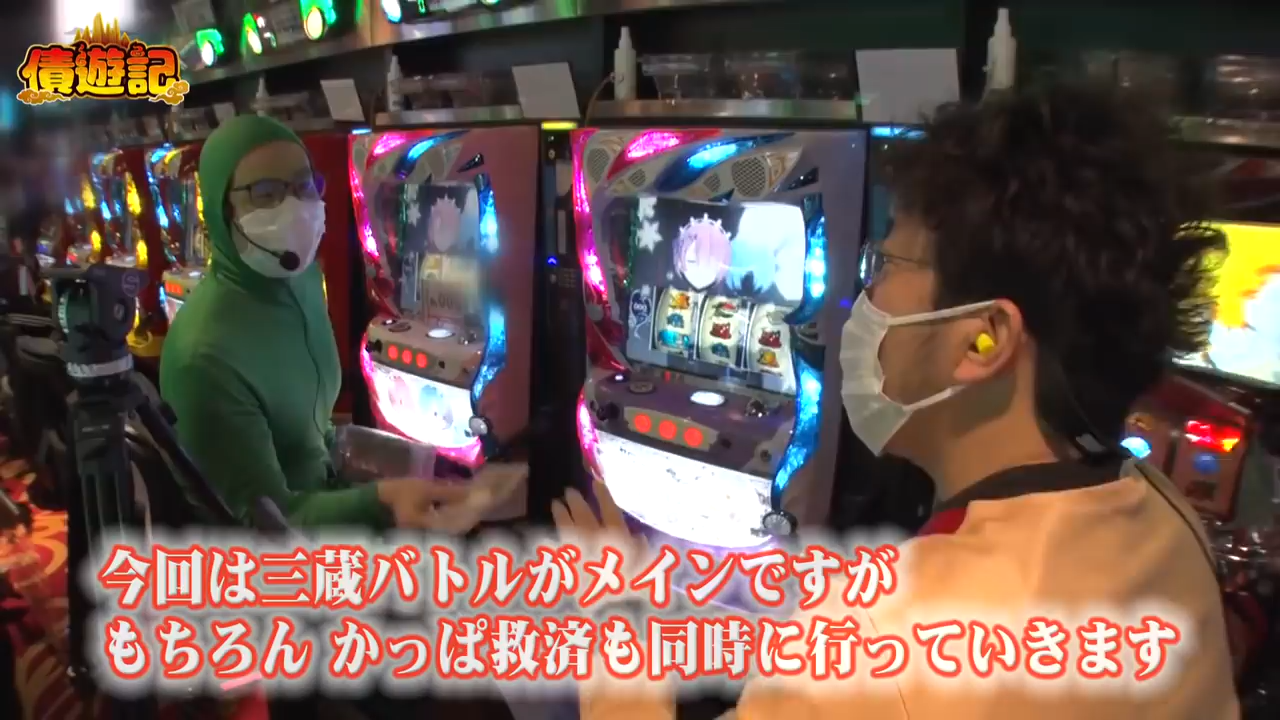 債遊記
今回は三蔵バトルがメインですが
もちろん かっぱ救済も同時に行っていきます